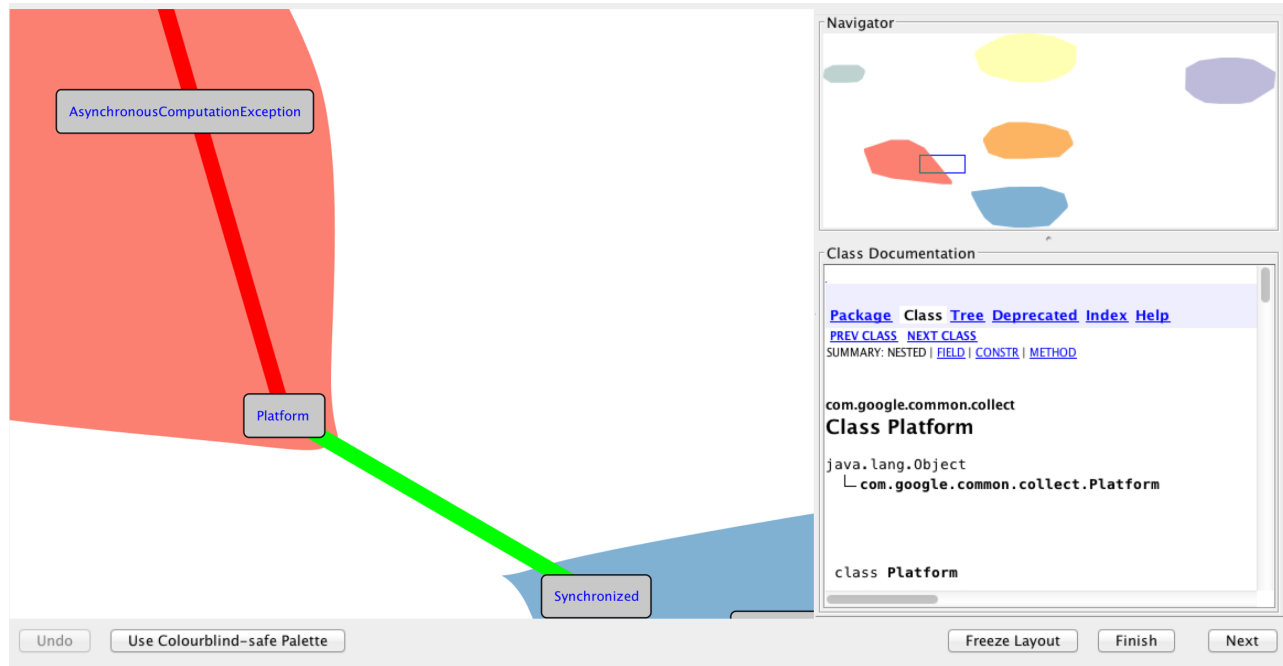 AsynchronousComputationException
Platform
Synchronized
Navigator
Class Documentation
Package Class Tree Deprecated Index Help
PREV CLASS NEXT CLASS
SUMMARY: NESTED | FIELD | CONSTR | METHOD
com.google.common.collect
Class Platform
java.lang.Object
com.google.common.collect.Platform
class Platform
Undo
Use Colourblind-safe Palette
Freeze Layout
Finish
Next